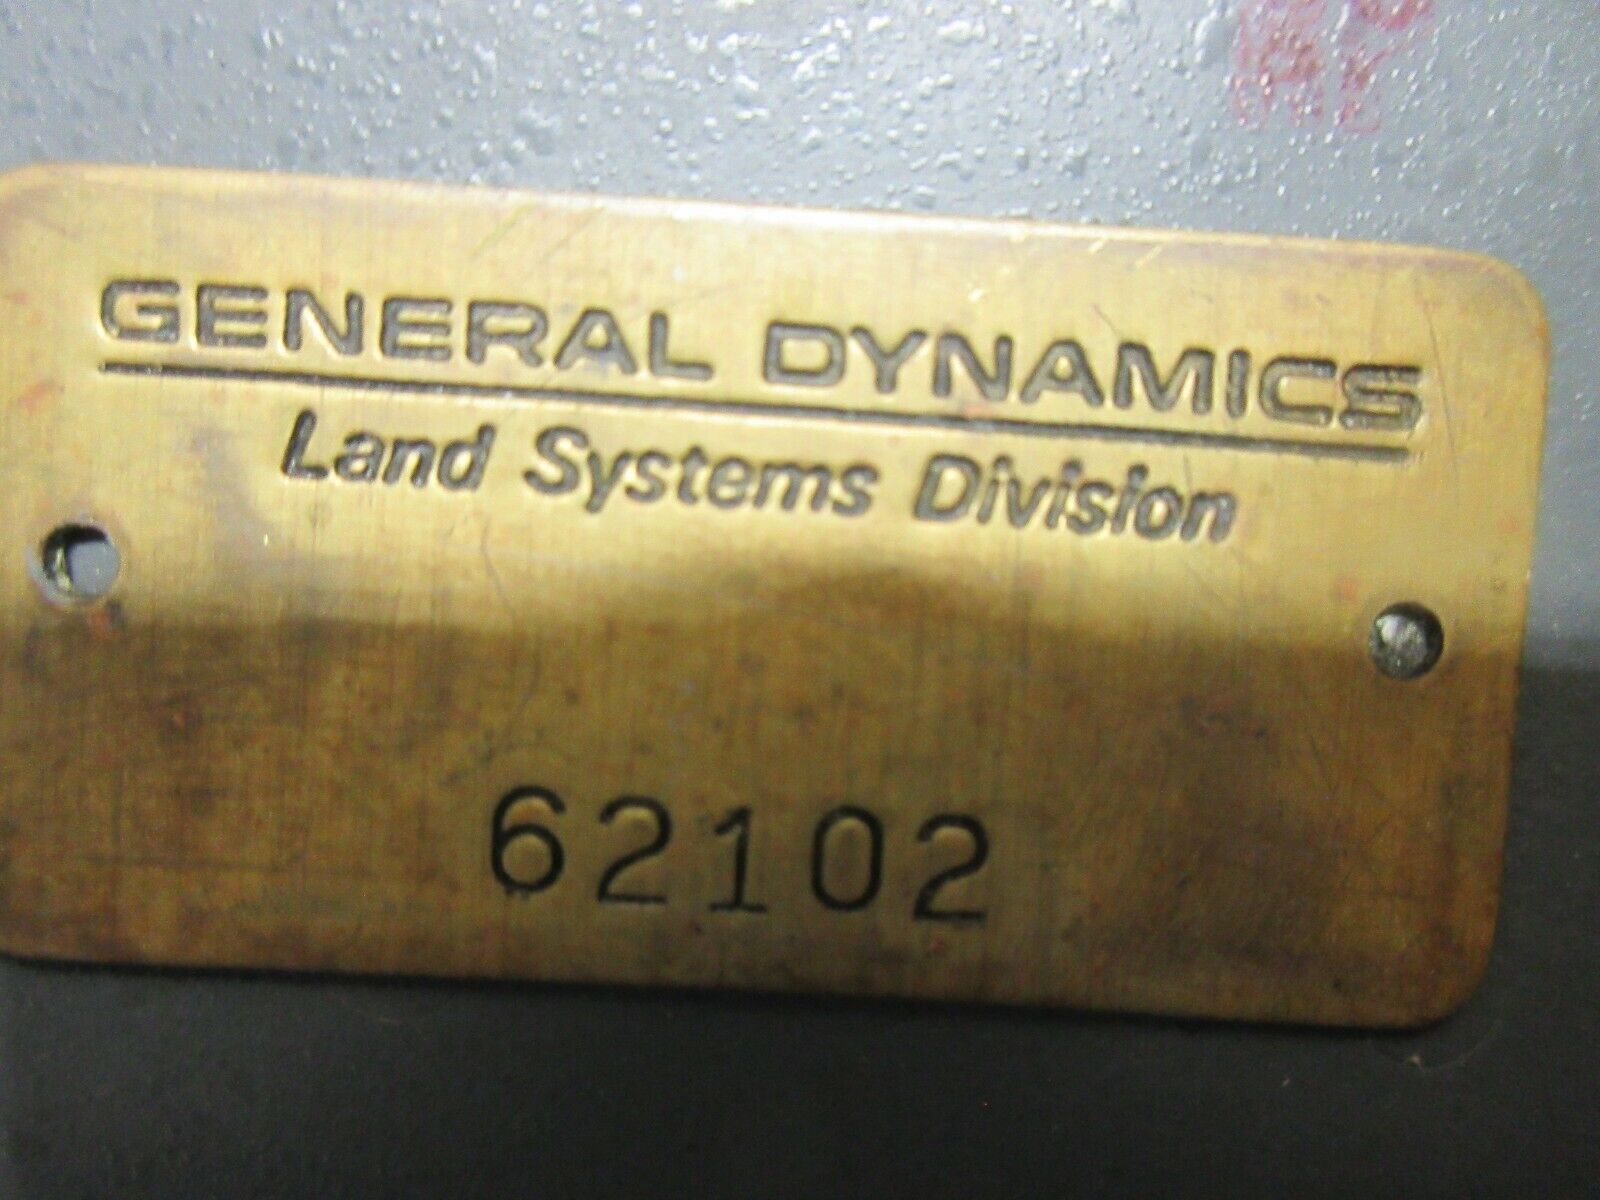 GENERAL DYNAMICS
Land Systems Division
62102